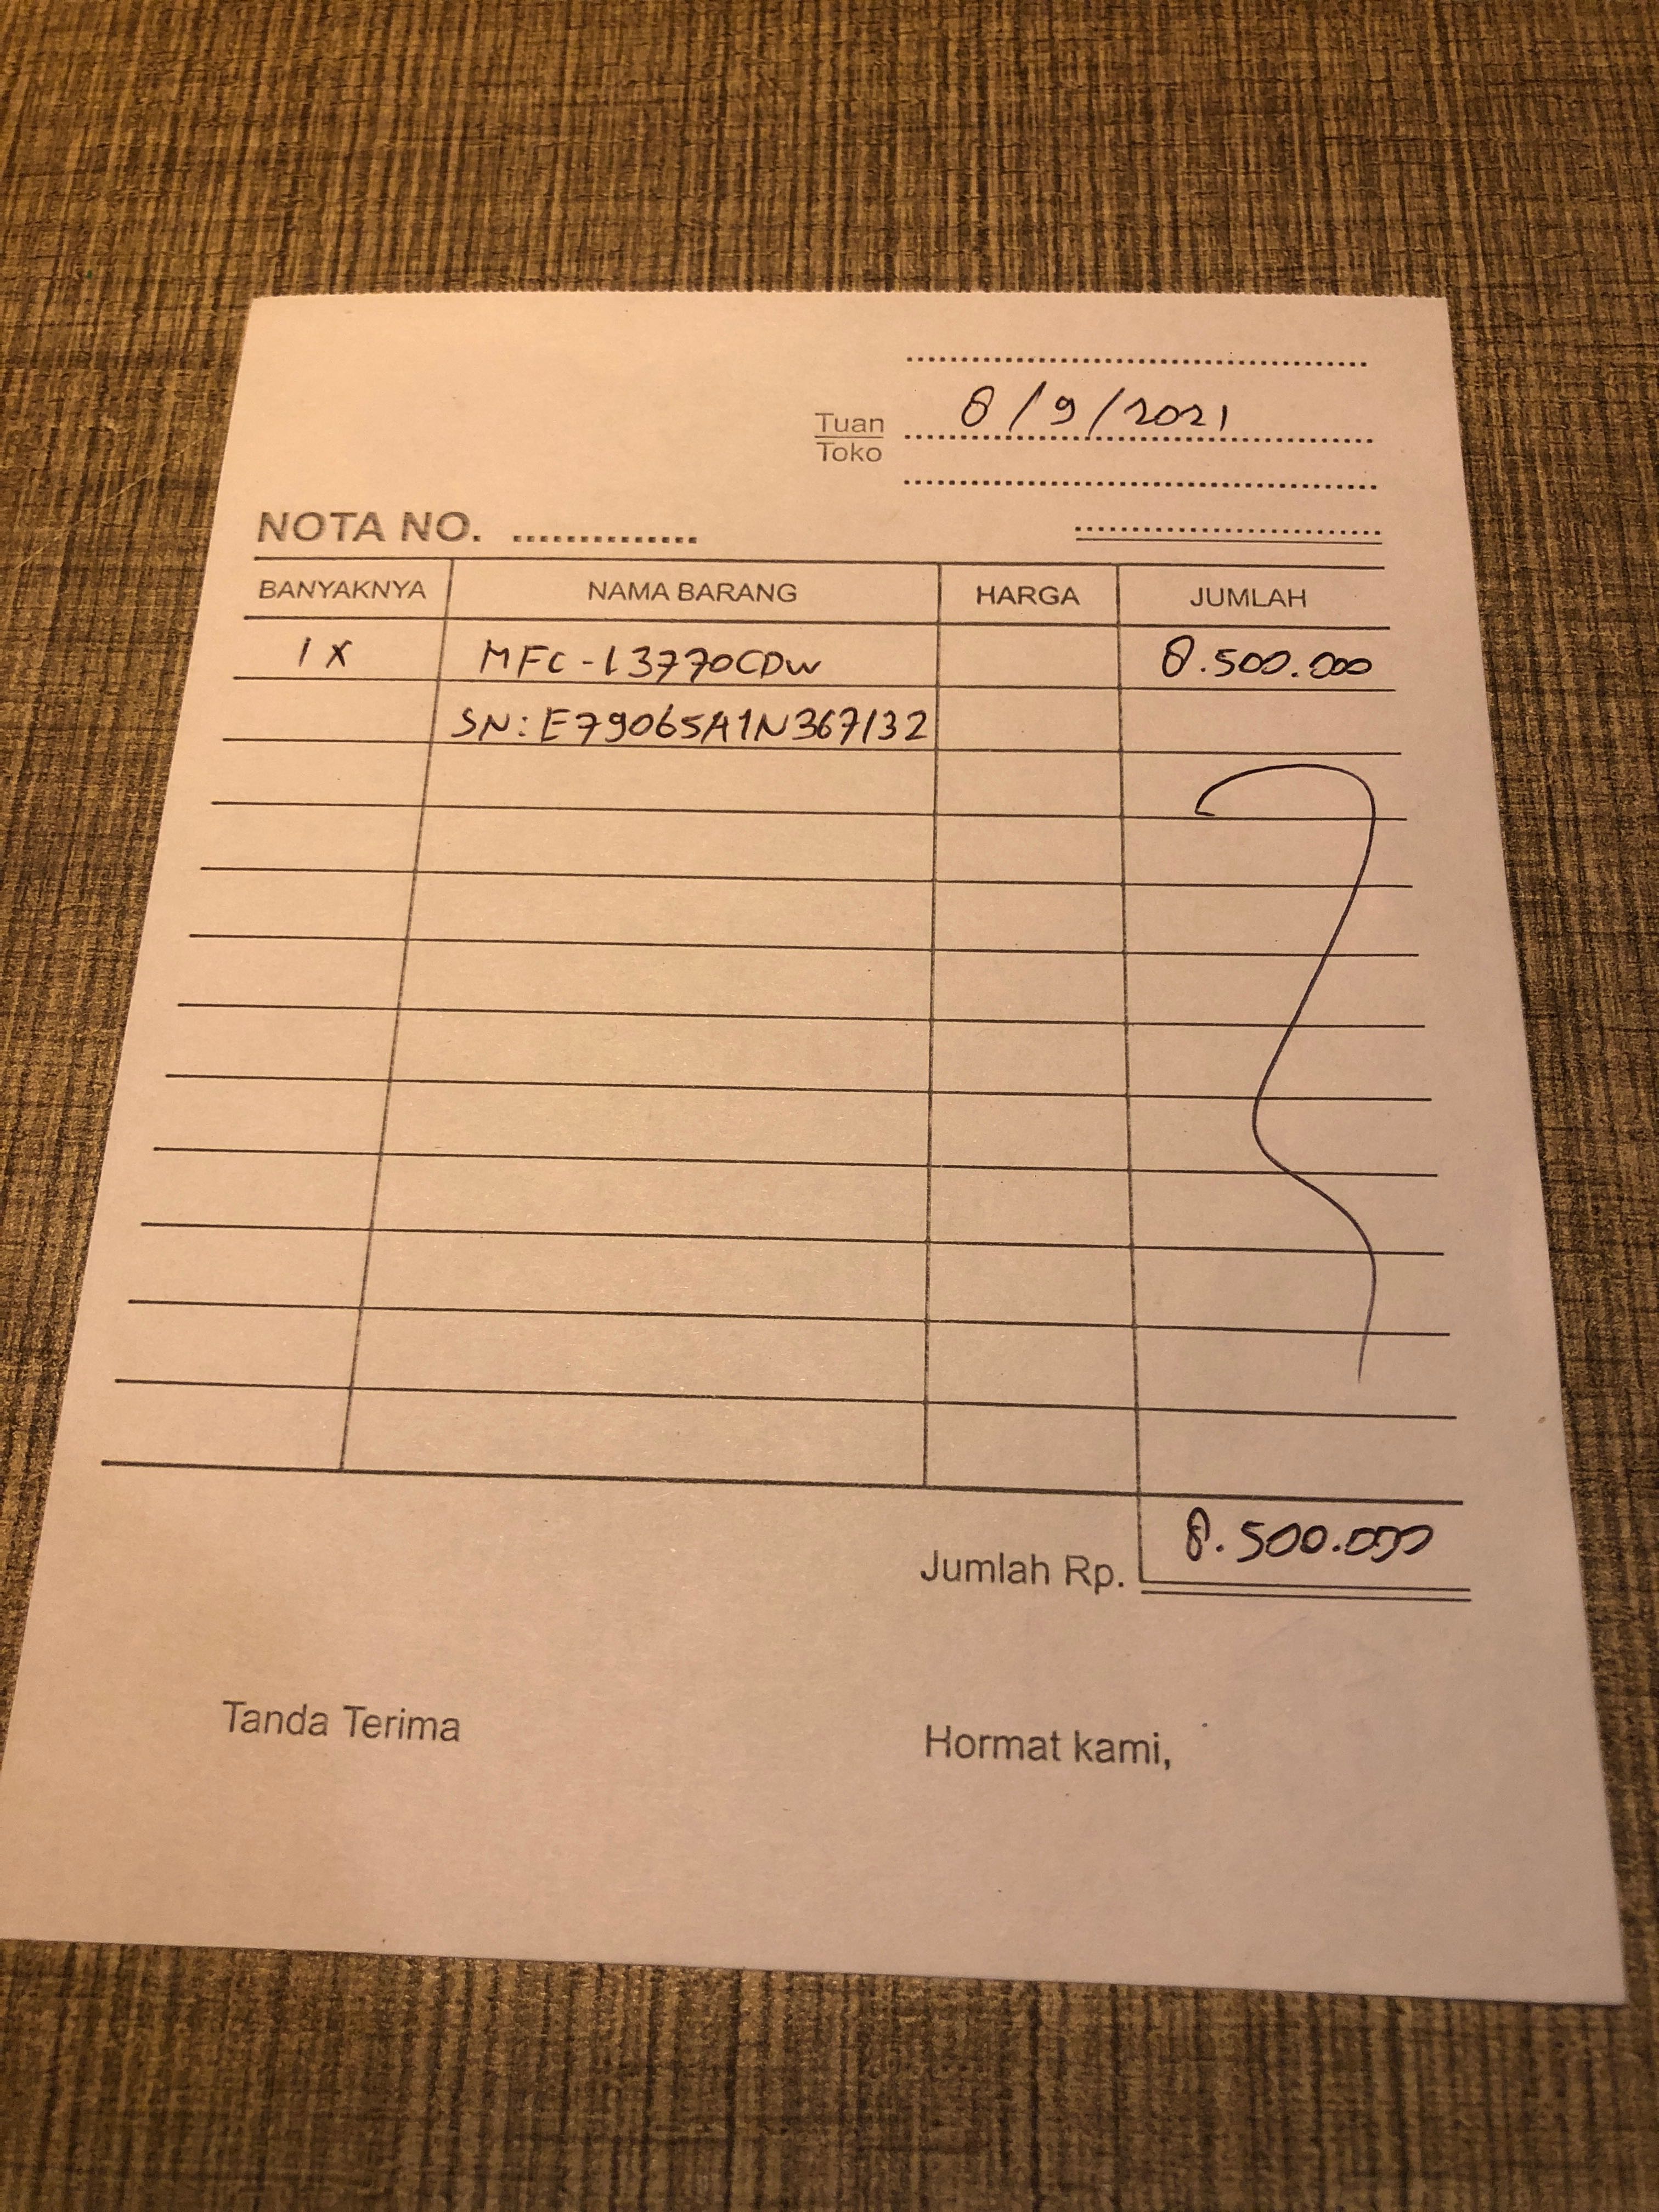 8/9/2021
Tuan
Toko
NOTA NO. ..............
BANYAKNYA NAMA BARANG HARGA JUMLAH
1X MFC-L3770CDW 8.500.000
SN: E79065A1N367132
Jumlah Rp. 8.500.000
Tanda Terima Hormat kami,